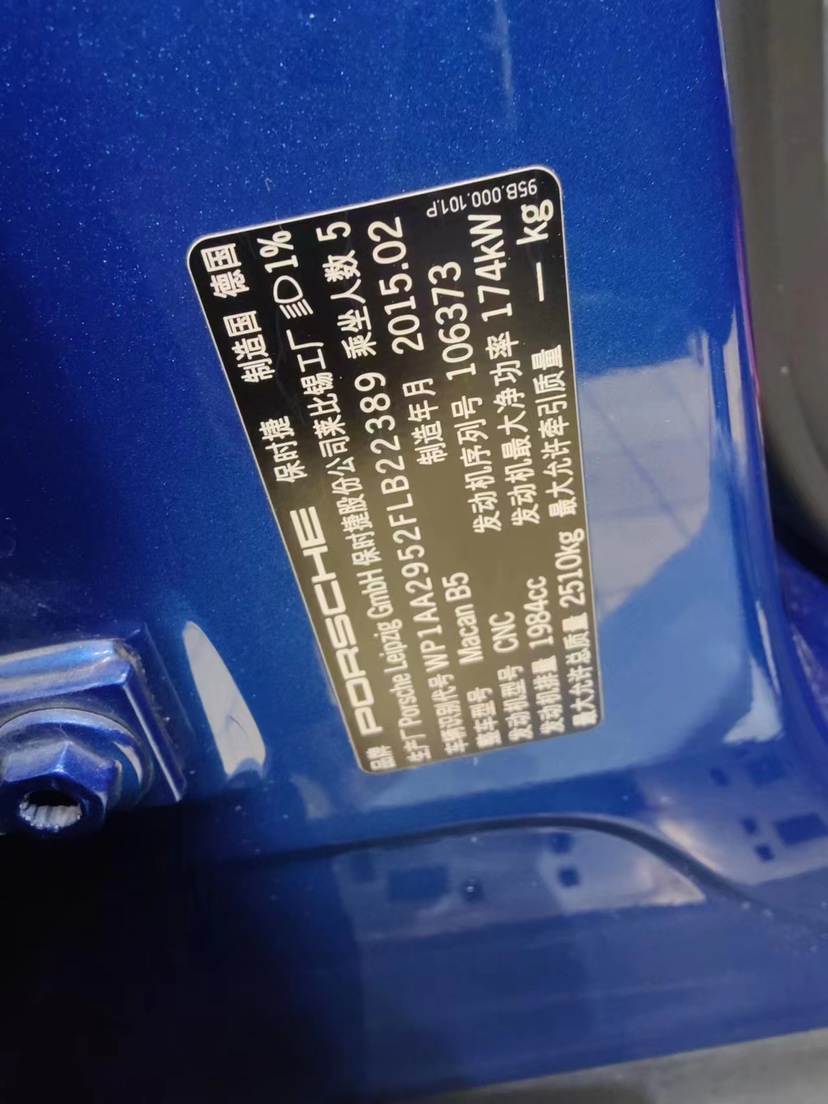 95B.000.101.P
品牌 PORSCHE 保时捷 制造国 德国
生产厂 Porsche Leipzig GmbH 保时捷股份公司莱比锡工厂 1%
车辆识别代号 WP1AA2952FLB22389 乘坐人数 5
整车型号 Macan B5 制造年月 2015.02
发动机型号 CNC 发动机序列号 106373
发动机排量 1984cc 发动机最大净功率 174kW
最大允许总质量 2510kg 最大允许牵引质量 — kg